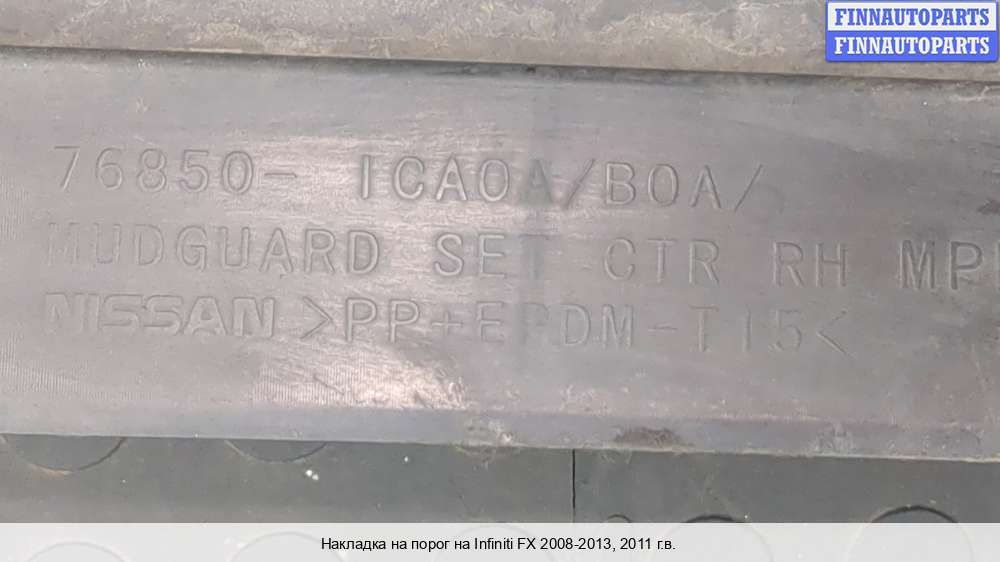 FINNAUTOPARTS
FINNAUTOPARTS
76850- 1CA0A/B0A/
MUDGUARD SET CTR RH
NISSAN >PP+EPDM-T15<
Накладка на порог на Infiniti FX 2008-2013, 2011 г.в.